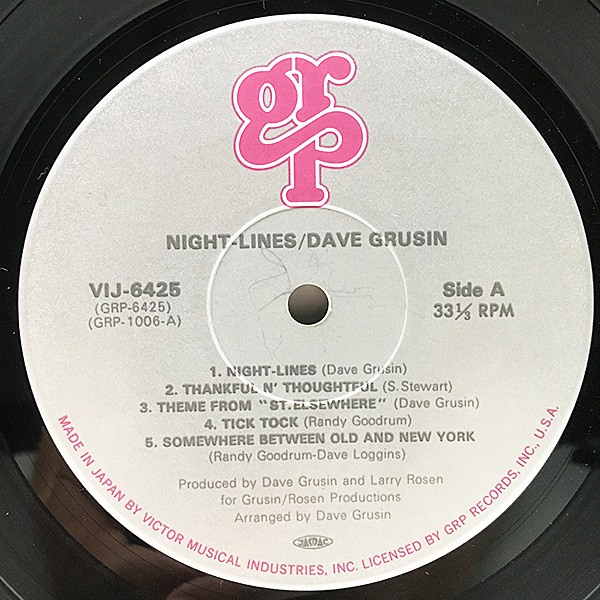 grp
NIGHT-LINES/DAVE GRUSIN
VIJ-6425
(GRP-6425)
(GRP-1006-A)
Side A
33⅓ RPM
1. NIGHT-LINES (Dave Grusin)
2. THANKFUL N' THOUGHTFUL (S.Stewart)
3. THEME FROM "ST.ELSEWHERE" (Dave Grusin)
4. TICK TOCK (Randy Goodrum)
5. SOMEWHERE BETWEEN OLD AND NEW YORK
(Randy Goodrum-Dave Loggins)
Produced by Dave Grusin and Larry Rosen
for Grusin/Rosen Productions
Arranged by Dave Grusin
JASRAC
MADE IN JAPAN BY VICTOR MUSICAL INDUSTRIES, INC. LICENSED BY GRP RECORDS, INC., U.S.A.